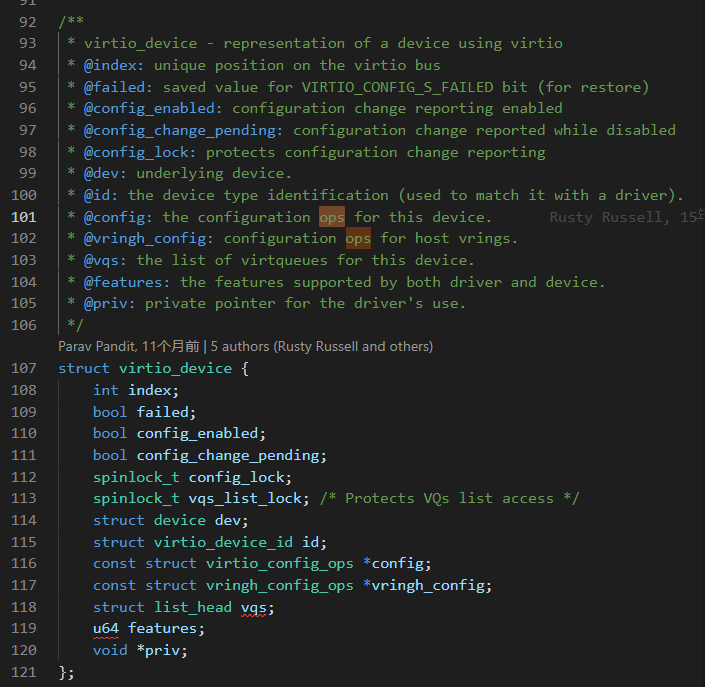 91
92 /**
93 * virtio_device - representation of a device using virtio
94 * @index: unique position on the virtio bus
95 * @failed: saved value for VIRTIO_CONFIG_S_FAILED bit (for restore)
96 * @config_enabled: configuration change reporting enabled
97 * @config_change_pending: configuration change reported while disabled
98 * @config_lock: protects configuration change reporting
99 * @dev: underlying device.
100 * @id: the device type identification (used to match it with a driver).
101 * @config: the configuration ops for this device. Rusty Russell, 15年
102 * @vringh_config: configuration ops for host vrings.
103 * @vqs: the list of virtqueues for this device.
104 * @features: the features supported by both driver and device.
105 * @priv: private pointer for the driver's use.
106 */
Parav Pandit, 11个月前 | 5 authors (Rusty Russell and others)
107 struct virtio_device {
108 int index;
109 bool failed;
110 bool config_enabled;
111 bool config_change_pending;
112 spinlock_t config_lock;
113 spinlock_t vqs_list_lock; /* Protects VQs list access */
114 struct device dev;
115 struct virtio_device_id id;
116 const struct virtio_config_ops *config;
117 const struct vringh_config_ops *vringh_config;
118 struct list_head vqs;
119 u64 features;
120 void *priv;
121 };